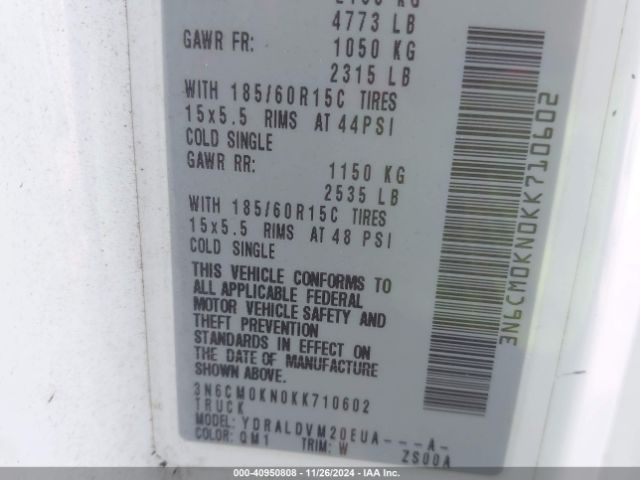 4773 LB
GAWR FR: 1050 KG
2315 LB
WITH 185/60R15C TIRES
15x5.5 RIMS AT 44PSI
COLD SINGLE
GAWR RR: 1150 KG
2535 LB
WITH 185/60R15C TIRES
15x5.5 RIMS AT 48 PSI
COLD SINGLE
THIS VEHICLE CONFORMS TO
ALL APPLICABLE FEDERAL
MOTOR VEHICLE SAFETY AND
THEFT PREVENTION
STANDARDS IN EFFECT ON
THE DATE OF MANUFACTURE
SHOWN ABOVE.
3N6CM0KN0KK710602
TRUCK
MODEL: YDRALDVM20EUA---A-
COLOR: QM1 TRIM: W ZS00A
3N6CM0KN0KK710602
000-40950808 - 11/26/2024 - IAAI.COM